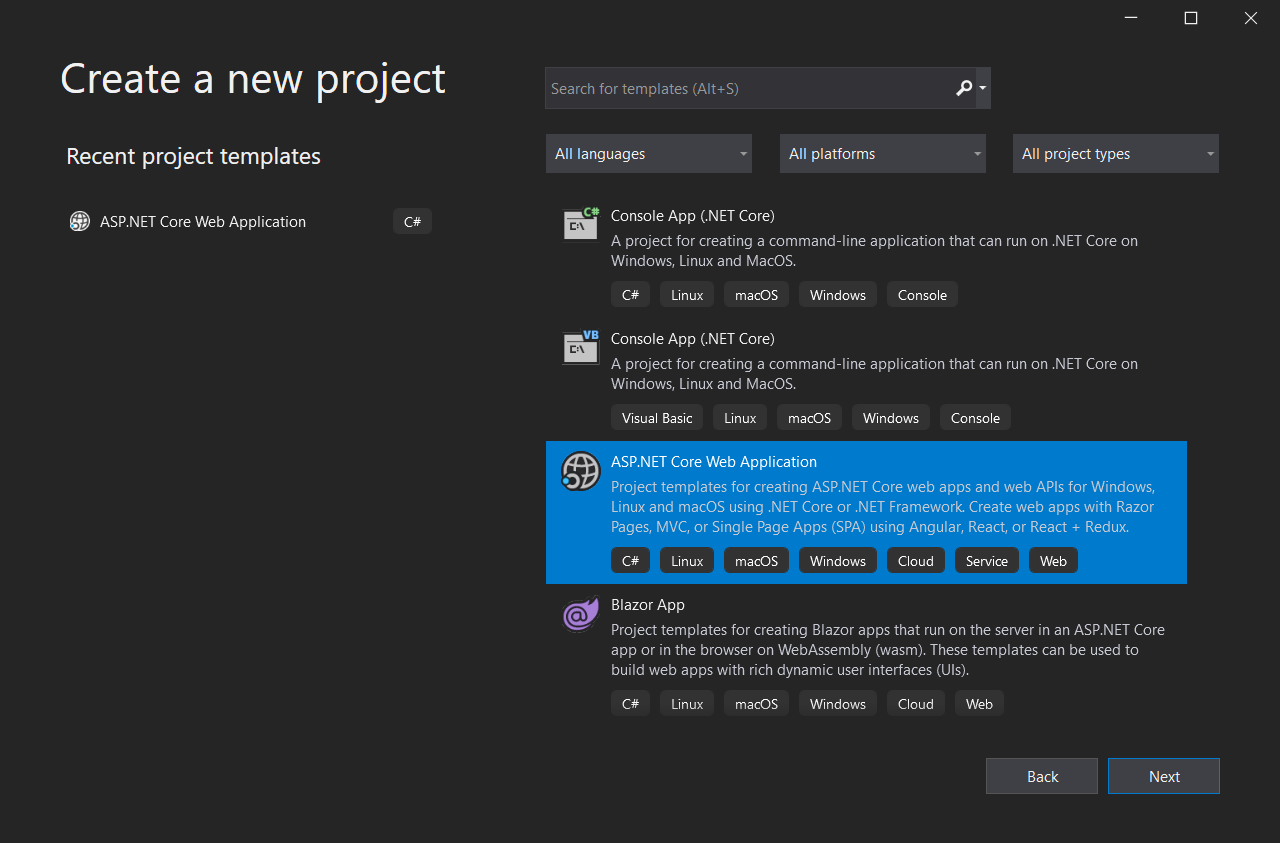 Create a new project
Search for templates (Alt+S)
Recent project templates
All languages
All platforms
All project types
ASP.NET Core Web Application
C#
C#
C:\
Console App (.NET Core)
A project for creating a command-line application that can run on .NET Core on
Windows, Linux and MacOS.
C# Linux macOS Windows Console
VB
C:\
Console App (.NET Core)
A project for creating a command-line application that can run on .NET Core on
Windows, Linux and MacOS.
Visual Basic Linux macOS Windows Console
ASP.NET Core Web Application
Project templates for creating ASP.NET Core web apps and web APIs for Windows,
Linux and macOS using .NET Core or .NET Framework. Create web apps with Razor
Pages, MVC, or Single Page Apps (SPA) using Angular, React, or React + Redux.
C# Linux macOS Windows Cloud Service Web
@
Blazor App
Project templates for creating Blazor apps that run on the server in an ASP.NET Core
app or in the browser on WebAssembly (wasm). These templates can be used to
build web apps with rich dynamic user interfaces (UIs).
C# Linux macOS Windows Cloud Web
Back
Next